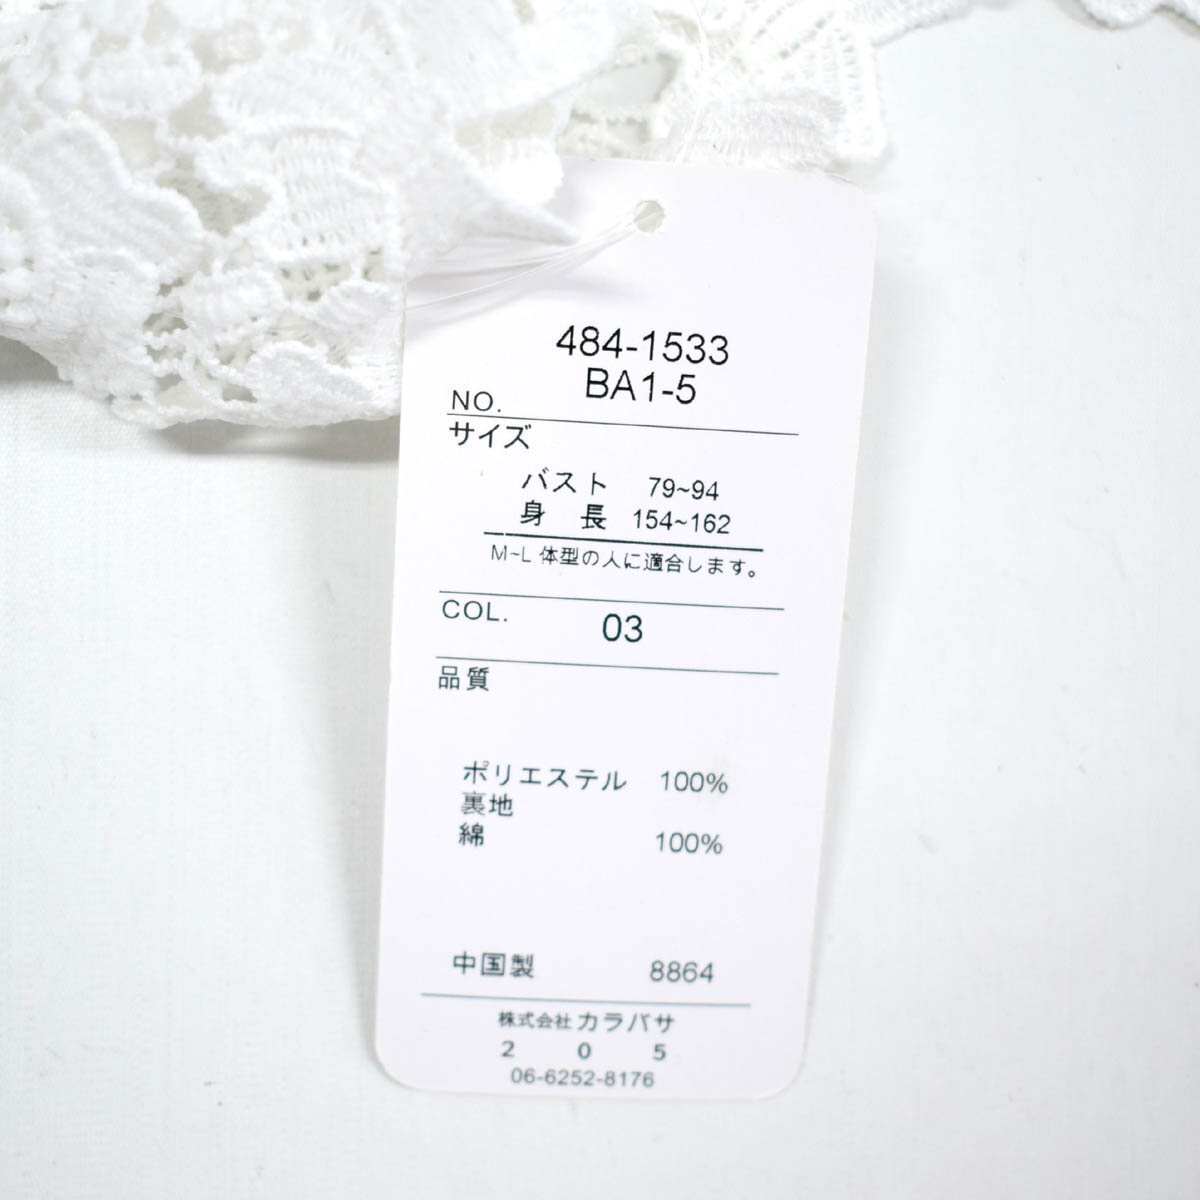 484-1533
BA1-5
NO.
サイズ
バスト 79~94
身 長 154~162
M~L 体型の人に適合します。
COL. 03
品質
ポリエステル 100%
裏地
綿 100%
中国製 8864
株式会社 カラバサ
2 0 5
06-6252-8176